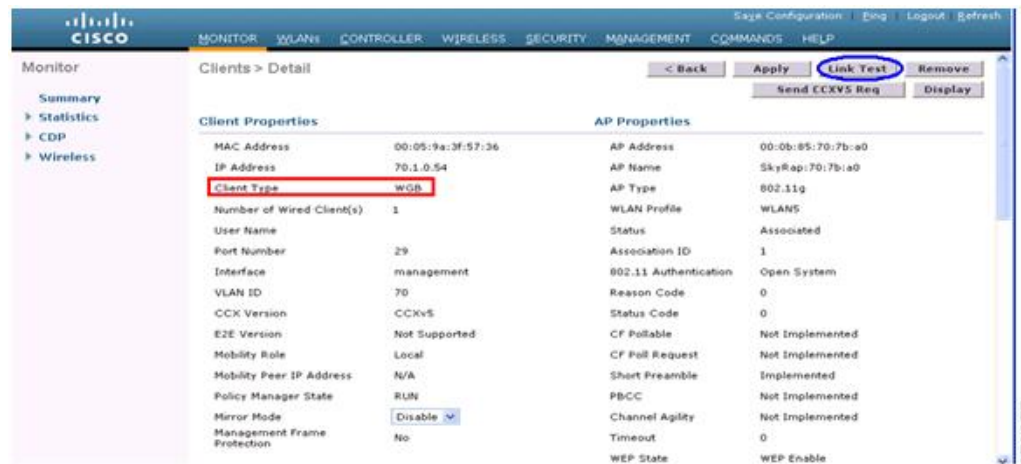 Save Configuration Ping Logout Refresh
CISCO
MONITOR WLANs CONTROLLER WIRELESS SECURITY MANAGEMENT COMMANDS HELP
Monitor
Summary
Statistics
CDP
Wireless
Clients > Detail
< Back Apply Link Test Remove
Send CCXV5 Req Display
Client Properties
MAC Address 00:05:9a:3f:57:36
IP Address 70.1.0.54
Client Type WGB
Number of Wired Client(s) 1
User Name
Port Number 29
Interface management
VLAN ID 70
CCX Version CCXv5
E2E Version Not Supported
Mobility Role Local
Mobility Peer IP Address N/A
Policy Manager State RUN
Mirror Mode Disable
Management Frame
Protection No
AP Properties
AP Address 00:0b:85:70:7b:a0
AP Name SkyRap:70:7b:a0
AP Type 802.11g
WLAN Profile WLAN5
Status Associated
Association ID 1
802.11 Authentication Open System
Reason Code 0
Status Code 0
CF Pollable Not Implemented
CF Poll Request Not Implemented
Short Preamble Implemented
PBCC Not Implemented
Channel Agility Not Implemented
Timeout 0
WEP State WEP Enable